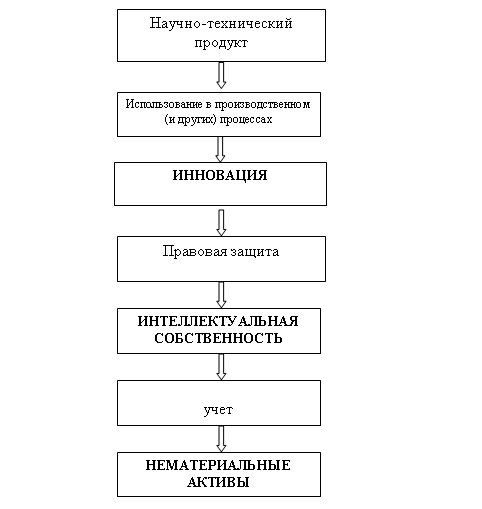 Научно-технический
продукт
Использование в производственном
(и других) процессах
ИННОВАЦИЯ
Правовая защита
ИНТЕЛЛЕКТУАЛЬНАЯ
СОБСТВЕННОСТЬ
учет
НЕМАТЕРИАЛЬНЫЕ
АКТИВЫ